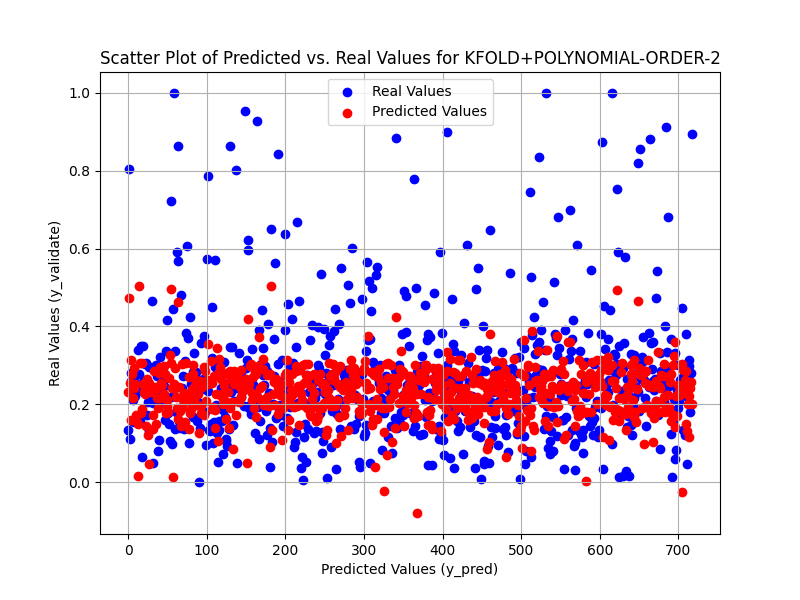 Scatter Plot of Predicted vs. Real Values for KFOLD+POLYNOMIAL-ORDER-2
Real Values
Predicted Values
1.0
0.8
0.6
0.4
0.2
0.0
Real Values (y_validate)
0 100 200 300 400 500 600 700
Predicted Values (y_pred)